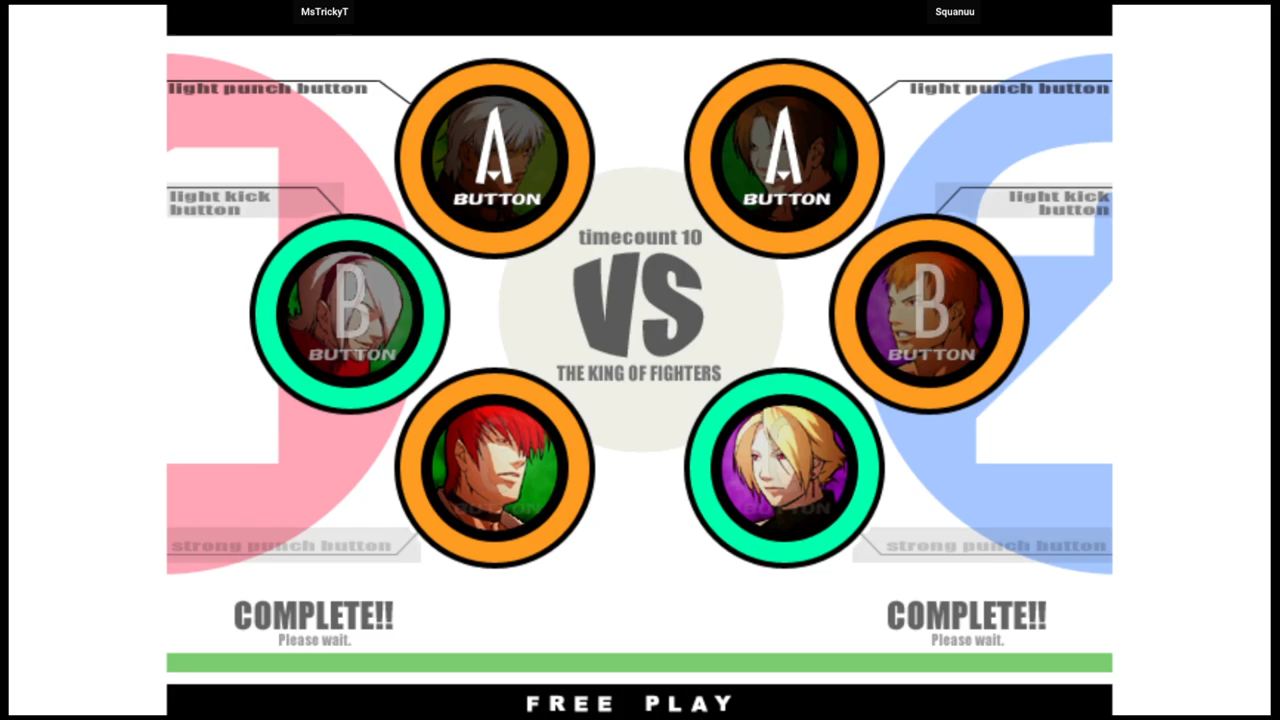 MsTrickyT
Squanuu
light punch button
light punch button
A
BUTTON
A
BUTTON
light kick
button
light kick
button
timecount 10
VS
THE KING OF FIGHTERS
B
BUTTON
B
BUTTON
BUTTON
BUTTON
strong punch button
strong punch button
COMPLETE!!
Please wait.
COMPLETE!!
Please wait.
FREE PLAY